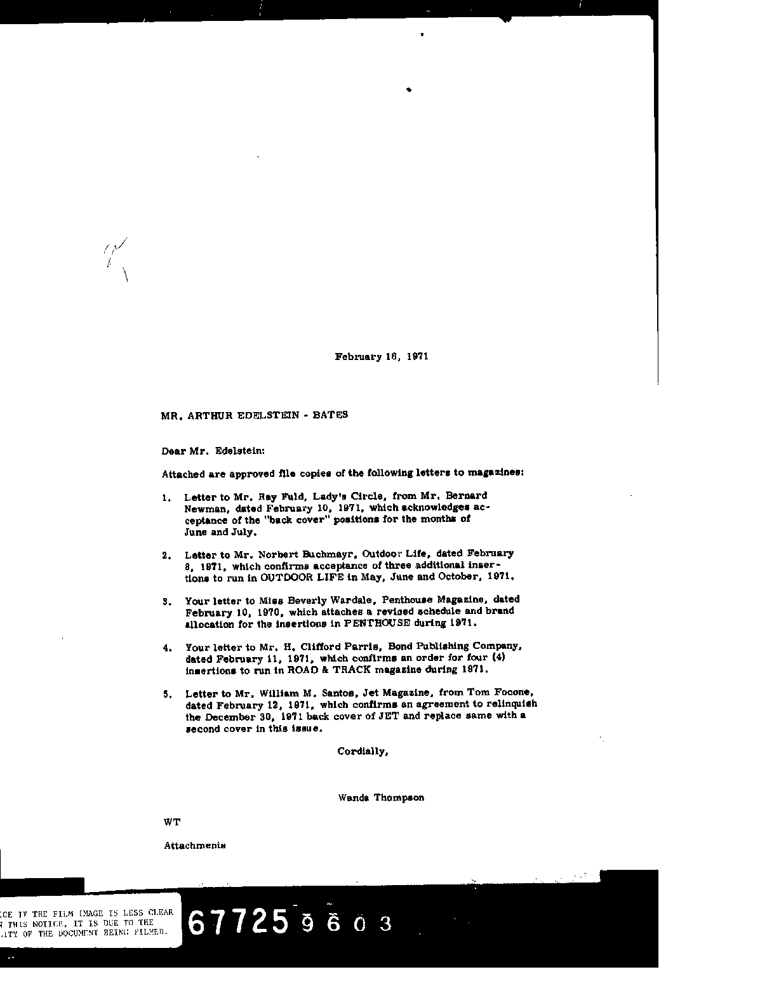 February 18, 1971
MR. ARTHUR EDELSTEIN - BATES
Dear Mr. Edelstein:
Attached are approved file copies of the following letters to magazines:
1. Letter to Mr. Ray Fuld, Lady's Circle, from Mr. Bernard
Newman, dated February 10, 1971, which acknowledges ac-
ceptance of the "back cover" positions for the months of
June and July.
2. Letter to Mr. Norbert Buchmayr, Outdoor Life, dated February
8, 1971, which confirms acceptance of three additional inser-
tions to run in OUTDOOR LIFE in May, June and October, 1971.
3. Your letter to Miss Beverly Wardale, Penthouse Magazine, dated
February 10, 1970, which attaches a revised schedule and brand
allocation for the insertions in PENTHOUSE during 1971.
4. Your letter to Mr. H. Clifford Parris, Bond Publishing Company,
dated February 11, 1971, which confirms an order for four (4)
insertions to run in ROAD & TRACK magazine during 1971.
5. Letter to Mr. William M. Santos, Jet Magazine, from Tom Focone,
dated February 12, 1971, which confirms an agreement to relinquish
the December 30, 1971 back cover of JET and replace same with a
second cover in this issue.
Cordially,
Wanda Thompson
WT
Attachments
ICE IF THE FILM IMAGE IS LESS CLEAR
THIS NOTICE, IT IS DUE TO THE
LITY OF THE DOCUMENT BEING FILMED.
67725 9603